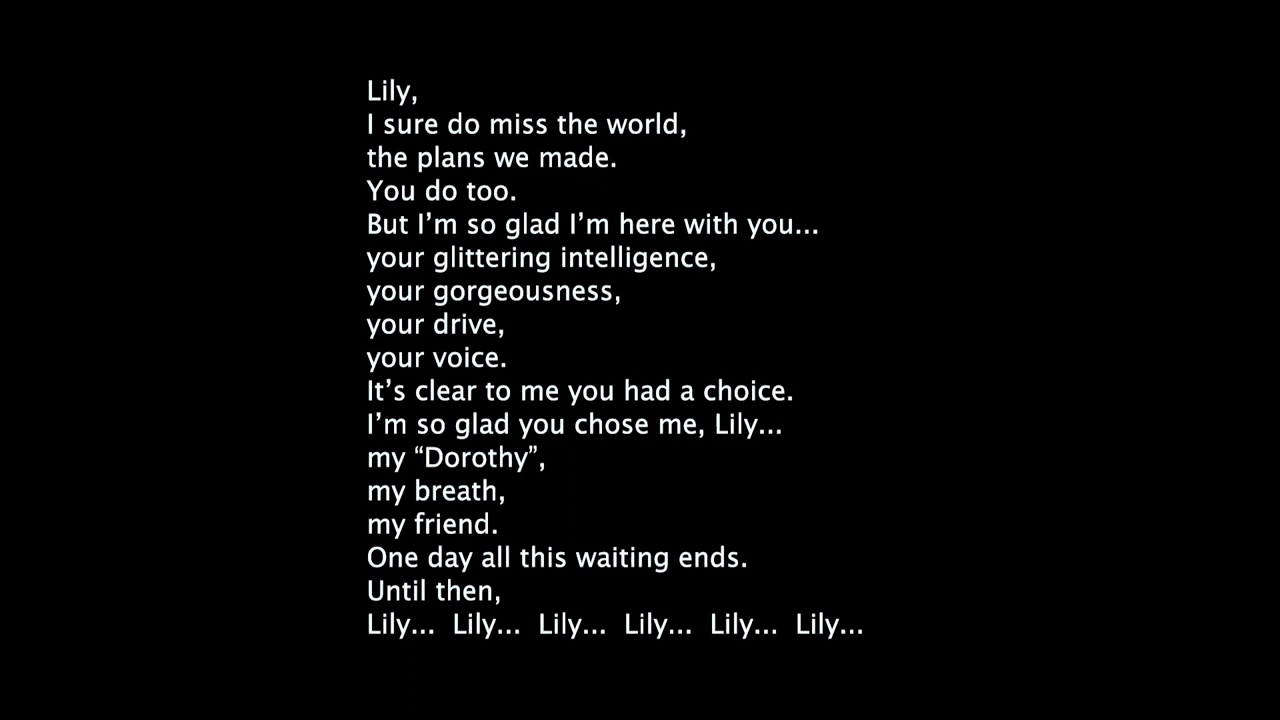 Lily,
I sure do miss the world,
the plans we made.
You do too.
But I’m so glad I’m here with you...
your glittering intelligence,
your gorgeousness,
your drive,
your voice.
It’s clear to me you had a choice.
I’m so glad you chose me, Lily...
my “Dorothy”,
my breath,
my friend.
One day all this waiting ends.
Until then,
Lily...  Lily...  Lily...  Lily...  Lily...  Lily...